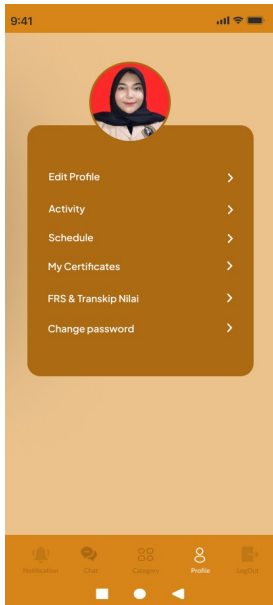 9:41
Edit Profile
Activity
Schedule
My Certificates
FRS & Transkip Nilai
Change password
Notification
Chat
Category
Profile
LogOut